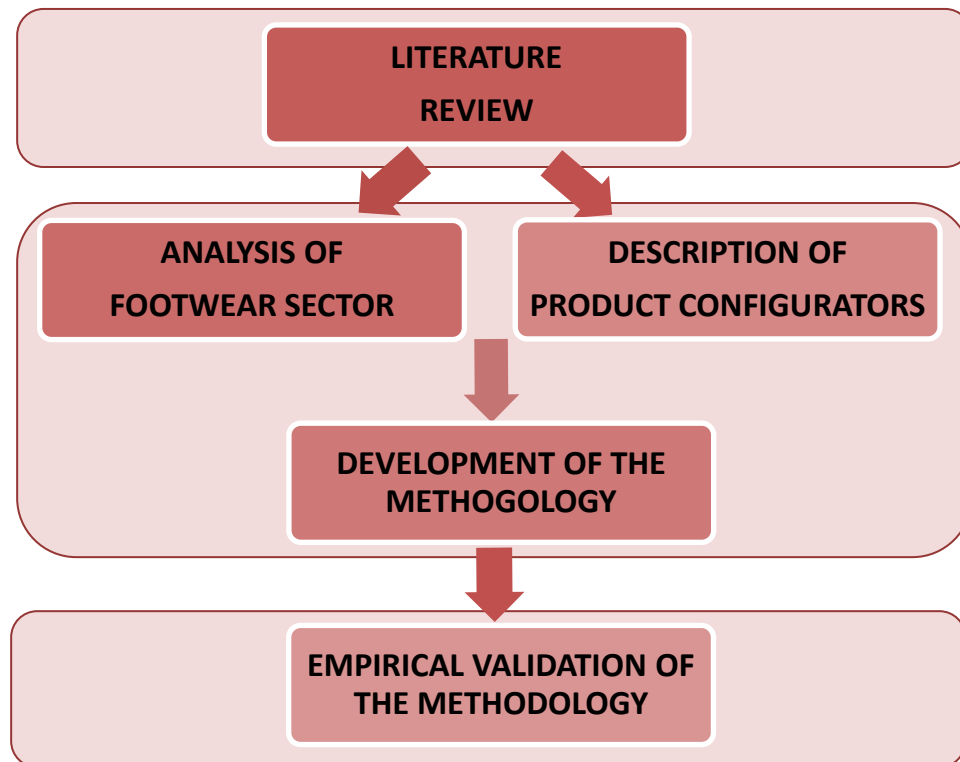 LITERATURE
REVIEW
ANALYSIS OF
FOOTWEAR SECTOR
DESCRIPTION OF
PRODUCT CONFIGURATORS
DEVELOPMENT OF THE
METHOGOLOGY
EMPIRICAL VALIDATION OF
THE METHODOLOGY